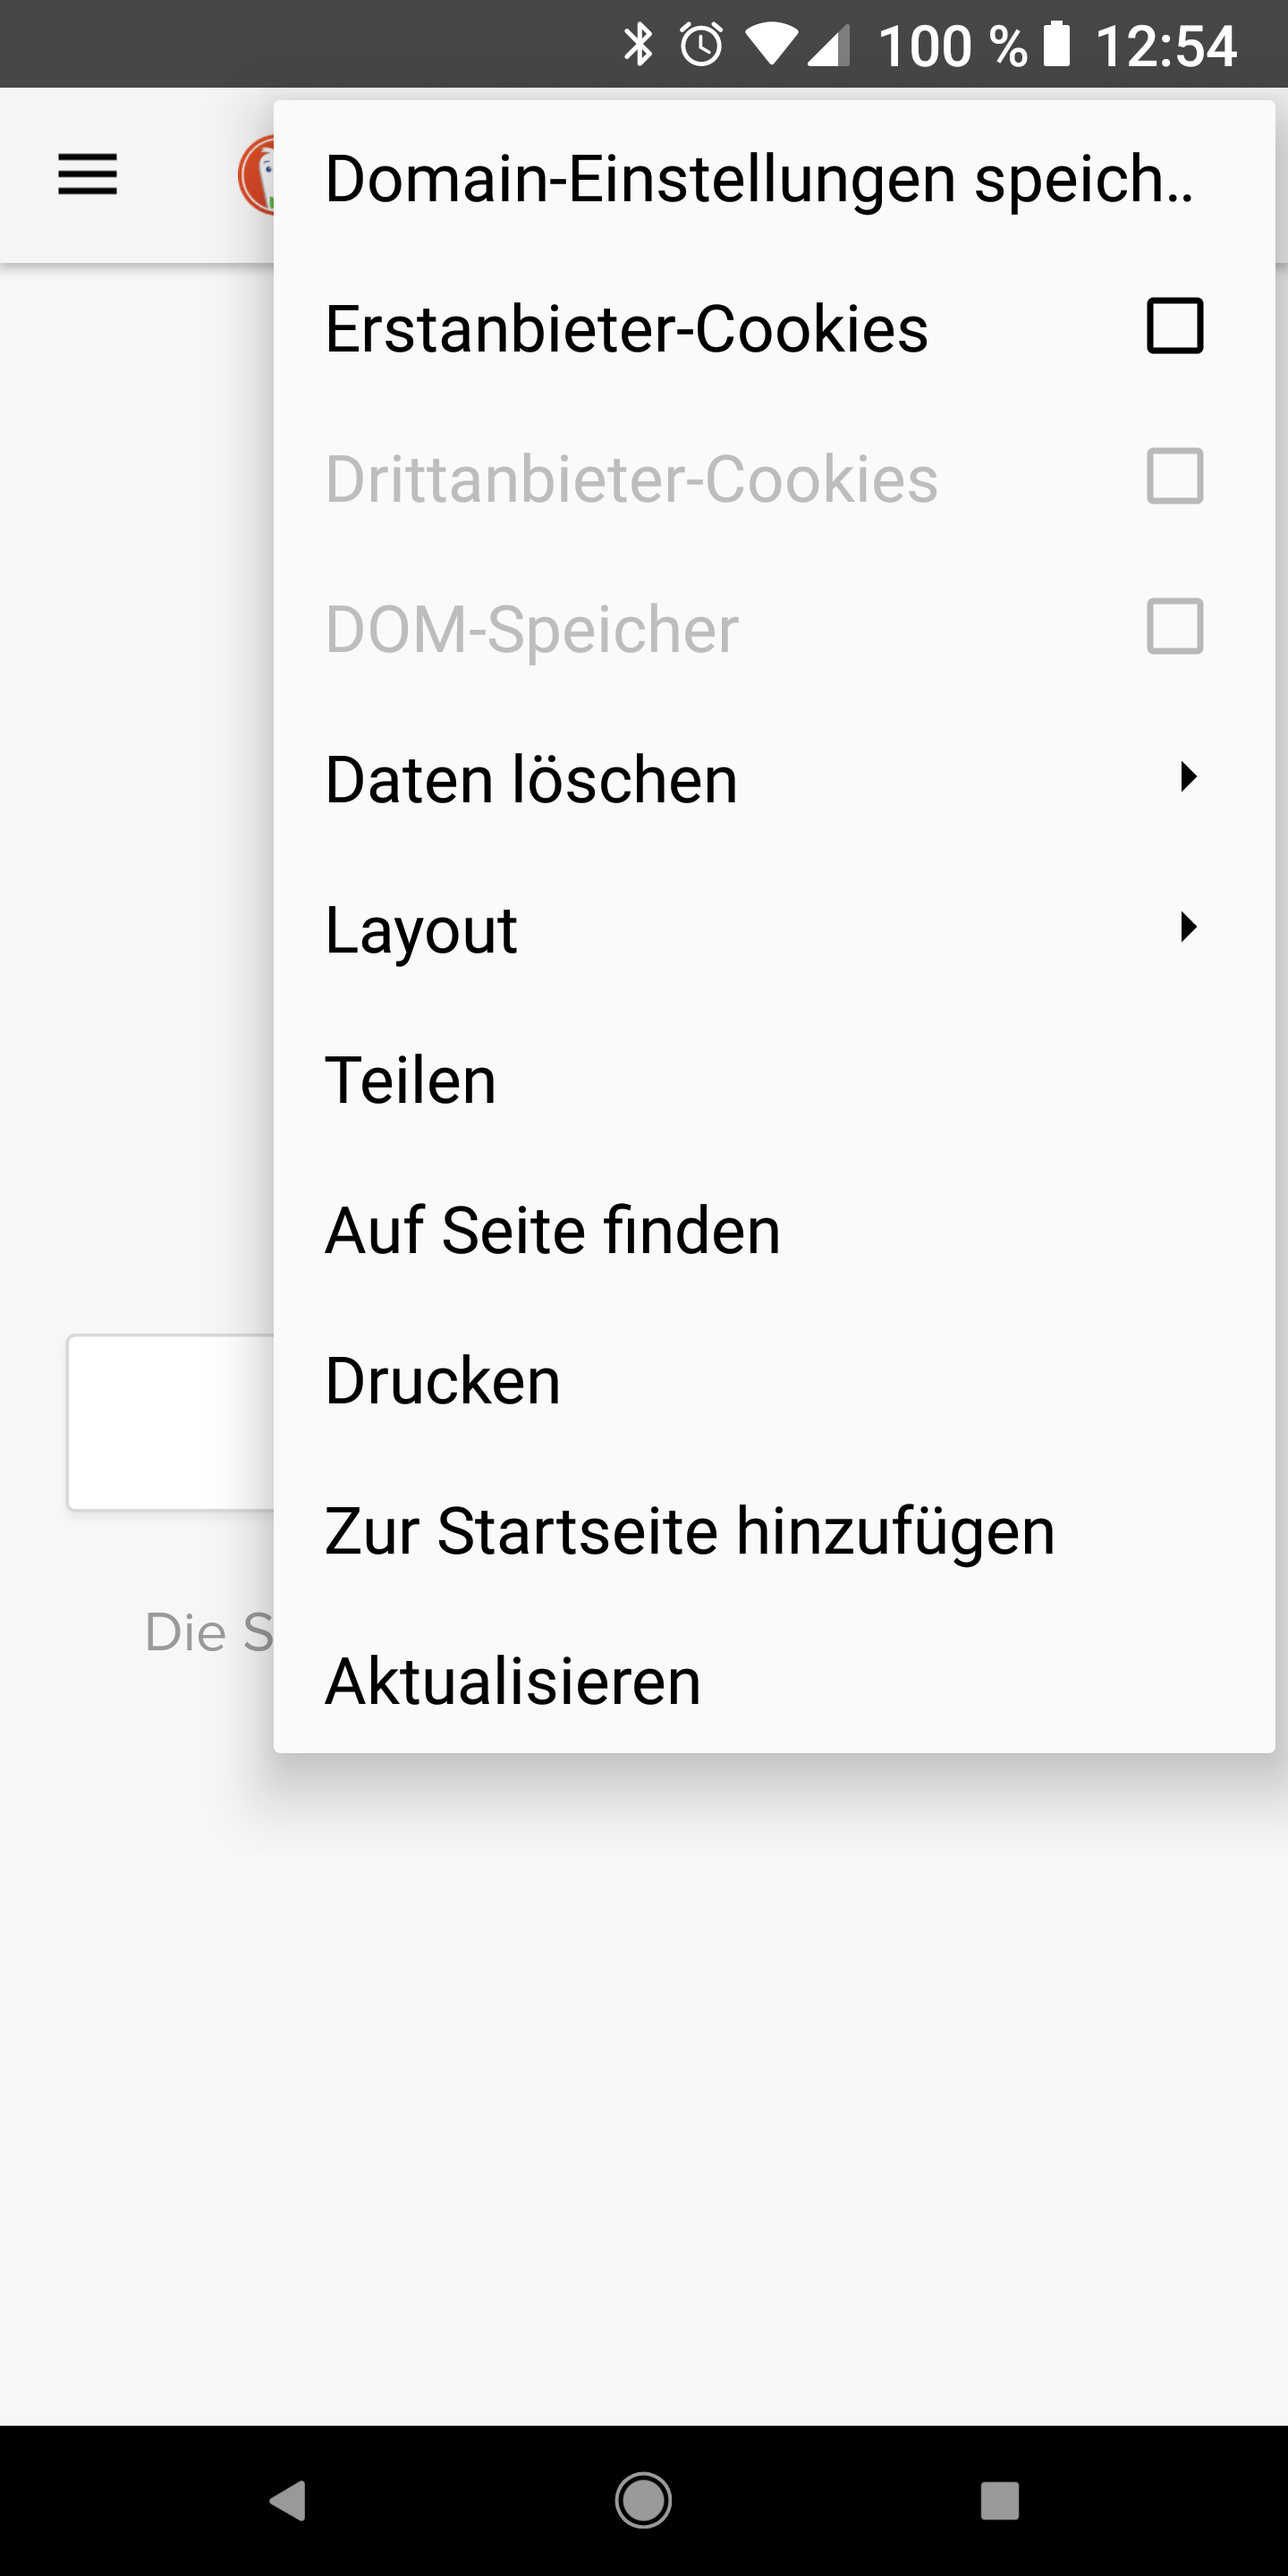 100 % 12:54
Domain-Einstellungen speich..
Erstanbieter-Cookies
Drittanbieter-Cookies
DOM-Speicher
Daten löschen
Layout
Teilen
Auf Seite finden
Drucken
Zur Startseite hinzufügen
Die S
Aktualisieren